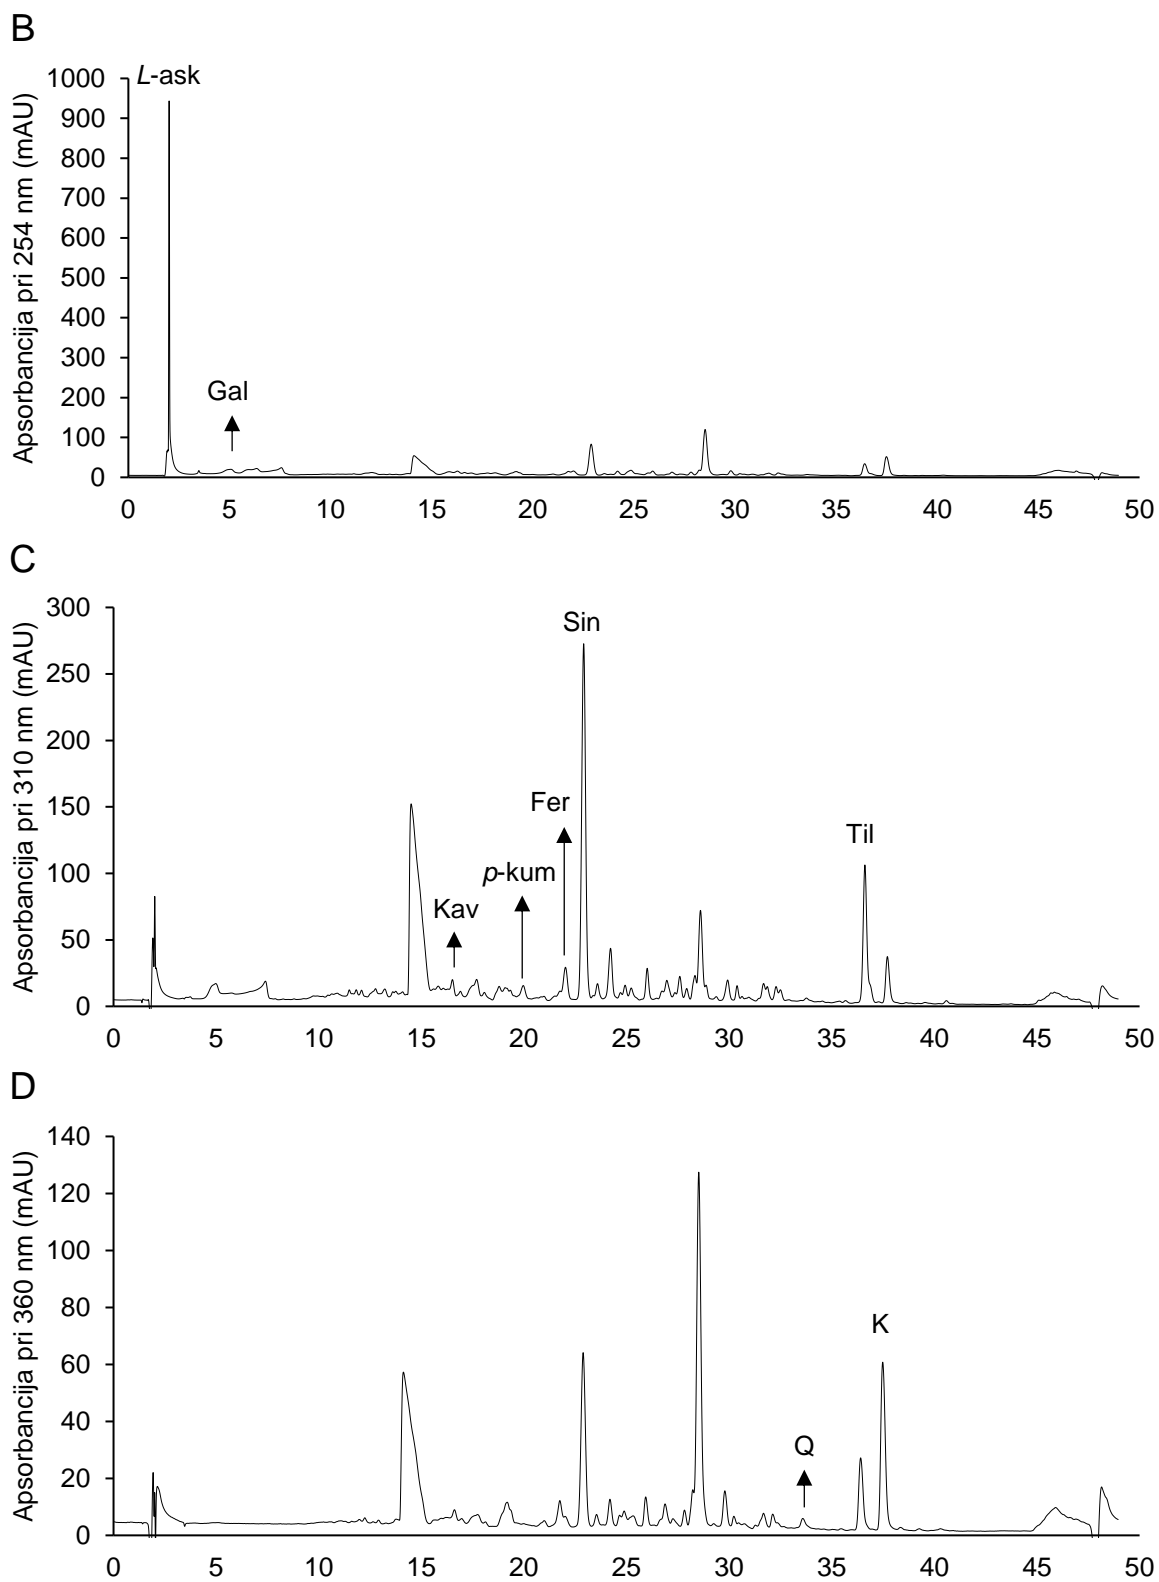 B
Apsorbancija pri 254 nm (mAU)
1000
900
800
700
600
500
400
300
200
100
0
L-ask
Gal
0 5 10 15 20 25 30 35 40 45 50
C
Apsorbancija pri 310 nm (mAU)
300
250
200
150
100
50
0
Sin
Fer
Til
p-kum
Kav
0 5 10 15 20 25 30 35 40 45 50
D
Apsorbancija pri 360 nm (mAU)
140
120
100
80
60
40
20
0
K
Q
0 5 10 15 20 25 30 35 40 45 50